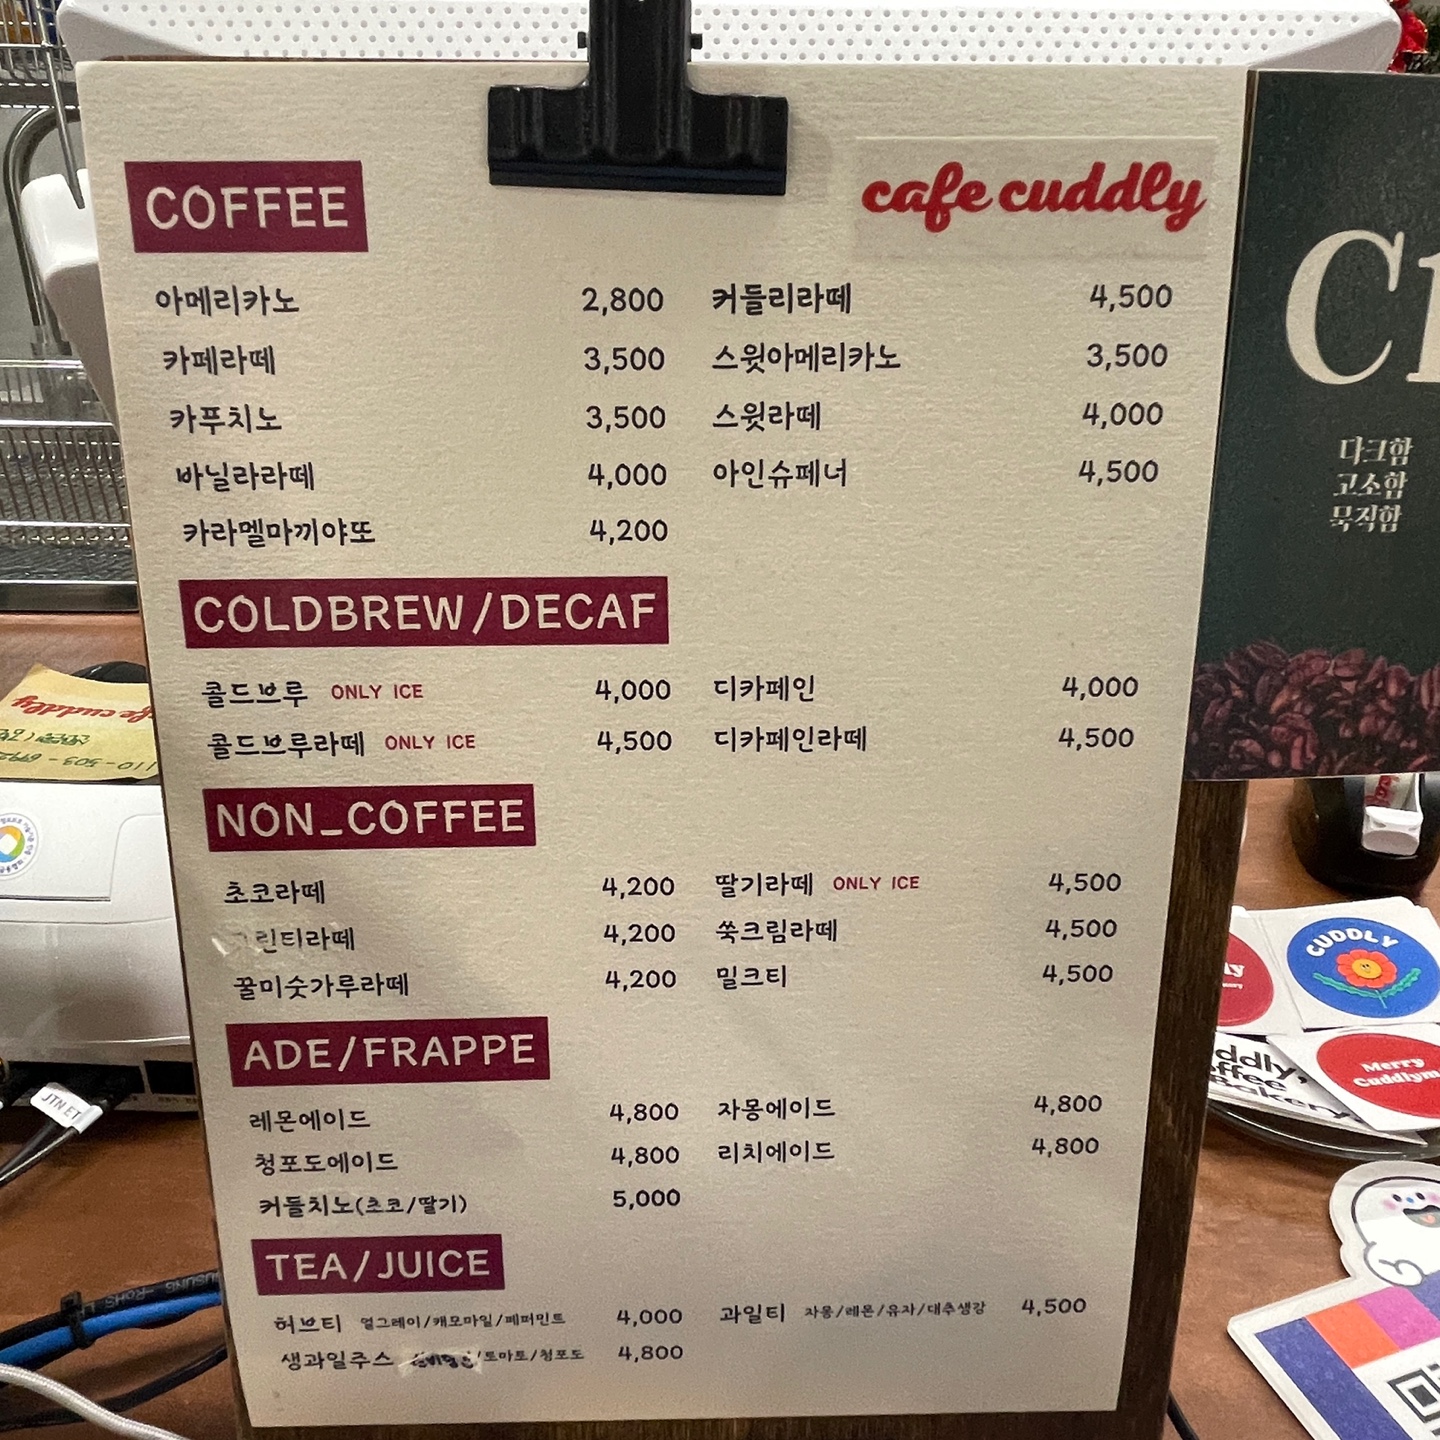 cafe cuddly
COFFEE
아메리카노 2,800 커들리라떼 4,500
카페라떼 3,500 스윗아메리카노 3,500
카푸치노 3,500 스윗라떼 4,000
바닐라라떼 4,000 아인슈페너 4,500
카라멜마끼야또 4,200
COLDBREW/DECAF
콜드브루 ONLY ICE 4,000 디카페인 4,000
콜드브루라떼 ONLY ICE 4,500 디카페인라떼 4,500
NON_COFFEE
초코라떼 4,200 딸기라떼 ONLY ICE 4,500
린티라떼 4,200 쑥크림라떼 4,500
꿀미숫가루라떼 4,200 밀크티 4,500
ADE/FRAPPE
레몬에이드 4,800 자몽에이드 4,800
청포도에이드 4,800 리치에이드 4,800
커들치노(초코/딸기) 5,000
TEA/JUICE
허브티 얼그레이/캐모마일/페퍼민트 4,000 과일티 자몽/레몬/유자/대추생강 4,500
생과일주스 /토마토/청포도 4,800
다크함
고소함
묵직함
cuddly
JTN ET
CUDDLY
Merry
Cuddlym